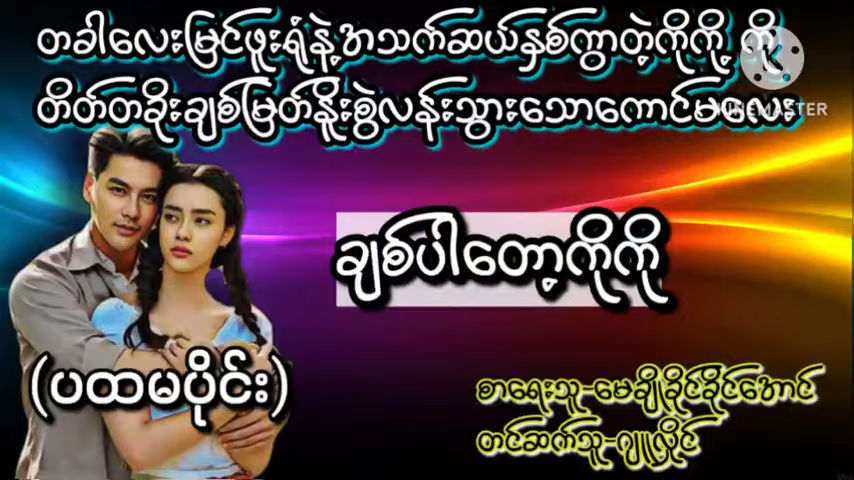 တခါလေးမြင်ဖူးရုံနဲ့အသက်ဆယ်နှစ်ကွာတဲ့ကိုကို့ ကို
တိတ်တခိုးချစ်မြတ်နိူးစွဲလန်းသွားသောကောင်မလေး
KINEMASTER
ချစ်ပါတော့ကိုကို
(ပထမပိုင်း)
စာရေးသူ-မေချိုခိုင်ခိုင်အောင်
တင်ဆက်သူ-ဂျူလှိုင်